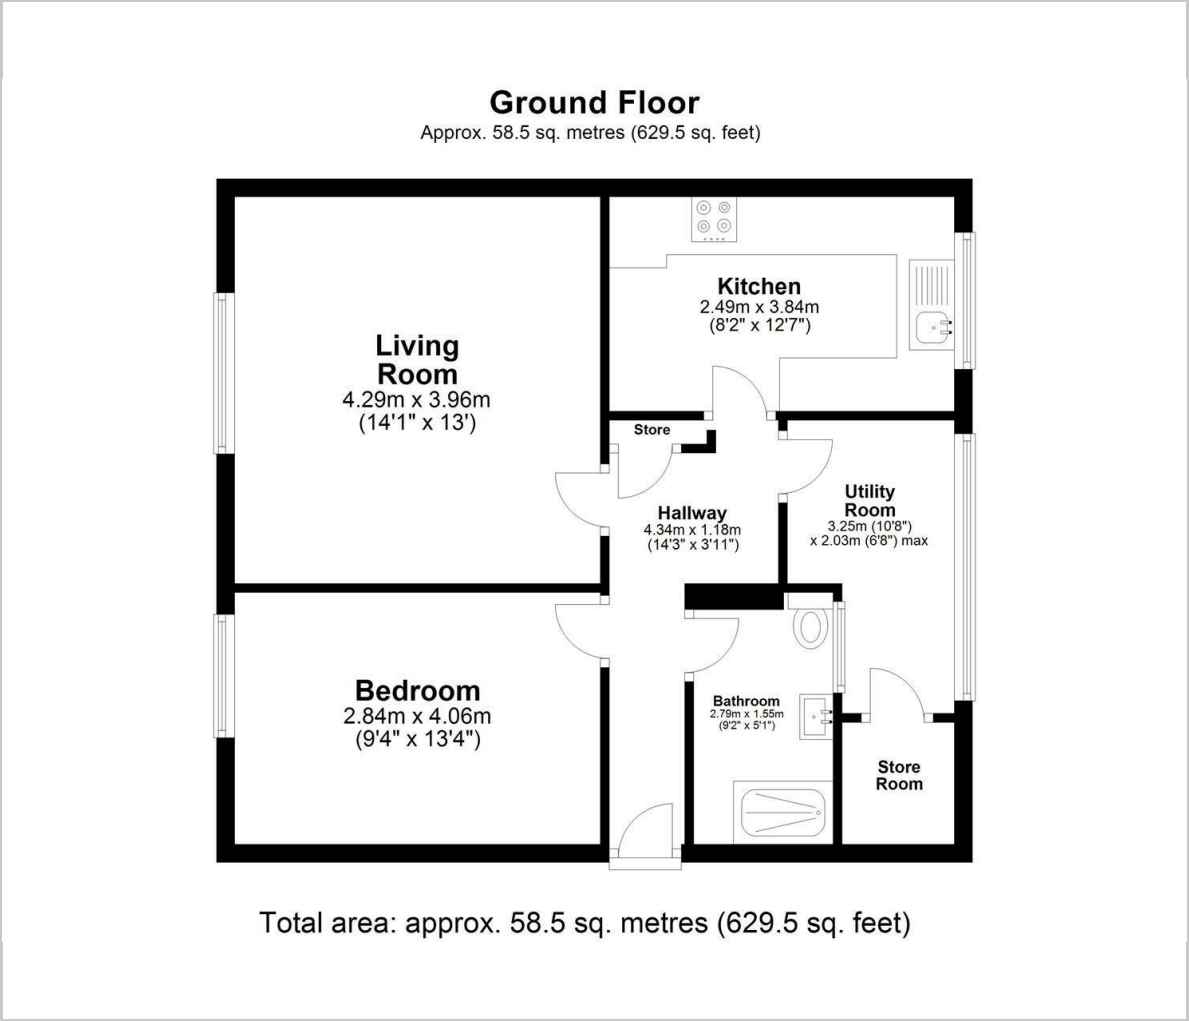 Ground Floor
Approx. 58.5 sq. metres (629.5 sq. feet)
Kitchen
2.49m x 3.84m
(8'2" x 12'7")
Living
Room
4.29m x 3.96m
(14'1" x 13')
Store
Utility
Room
3.25m (10'8")
x 2.03m (6'8") max
Hallway
4.34m x 1.18m
(14'3" x 3'11")
Bedroom
2.84m x 4.06m
(9'4" x 13'4")
Bathroom
2.79m x 1.55m
(9'2" x 5'1")
Store
Room
Total area: approx. 58.5 sq. metres (629.5 sq. feet)